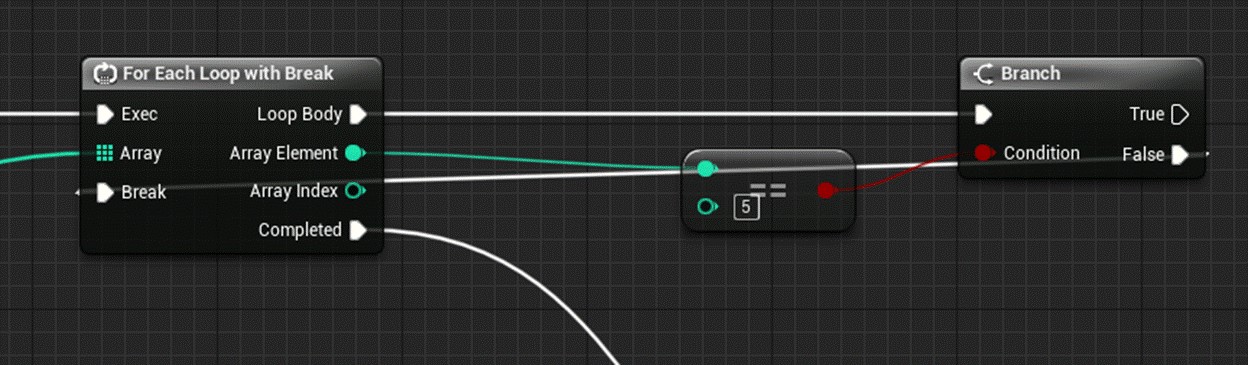 For Each Loop with Break
Exec
Loop Body
Array
Array Element
Break
Array Index
Completed
==
5
Branch
True
Condition
False